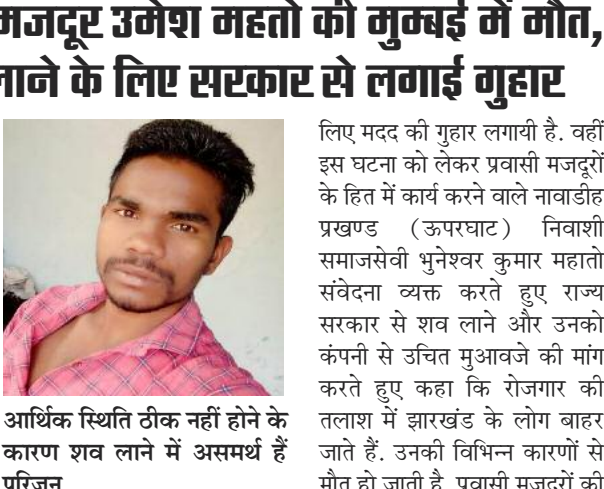 मजदूर उमेश महतो की मुम्बई में मौत,
लाने के लिए सरकार से लगाई गुहार
आर्थिक स्थिति ठीक नहीं होने के
कारण शव लाने में असमर्थ हैं
परिजन
लिए मदद की गुहार लगायी है. वहीं
इस घटना को लेकर प्रवासी मजदूरों
के हित में कार्य करने वाले नावाडीह
प्रखण्ड (ऊपरघाट) निवाशी
समाजसेवी भुनेश्वर कुमार महातो
संवेदना व्यक्त करते हुए राज्य
सरकार से शव लाने और उनको
कंपनी से उचित मुआवजे की मांग
करते हुए कहा कि रोजगार की
तलाश में झारखंड के लोग बाहर
जाते हैं. उनकी विभिन्न कारणों से
मौत हो जाती है. प्रवासी मजदूरों की